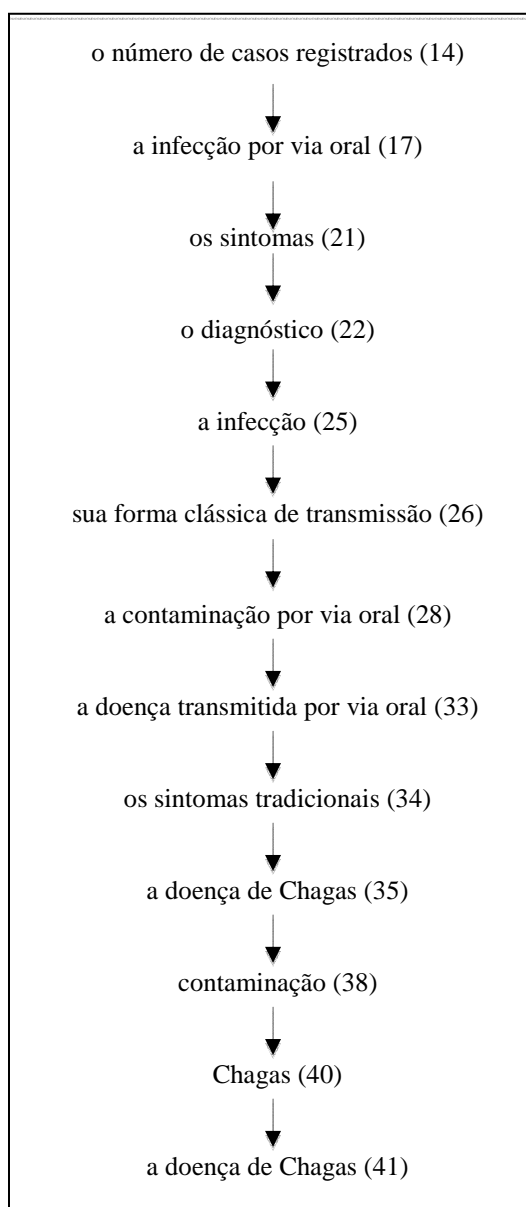 o número de casos registrados (14)
a infecção por via oral (17)
os sintomas (21)
o diagnóstico (22)
a infecção (25)
sua forma clássica de transmissão (26)
a contaminação por via oral (28)
a doença transmitida por via oral (33)
os sintomas tradicionais (34)
a doença de Chagas (35)
contaminação (38)
Chagas (40)
a doença de Chagas (41)